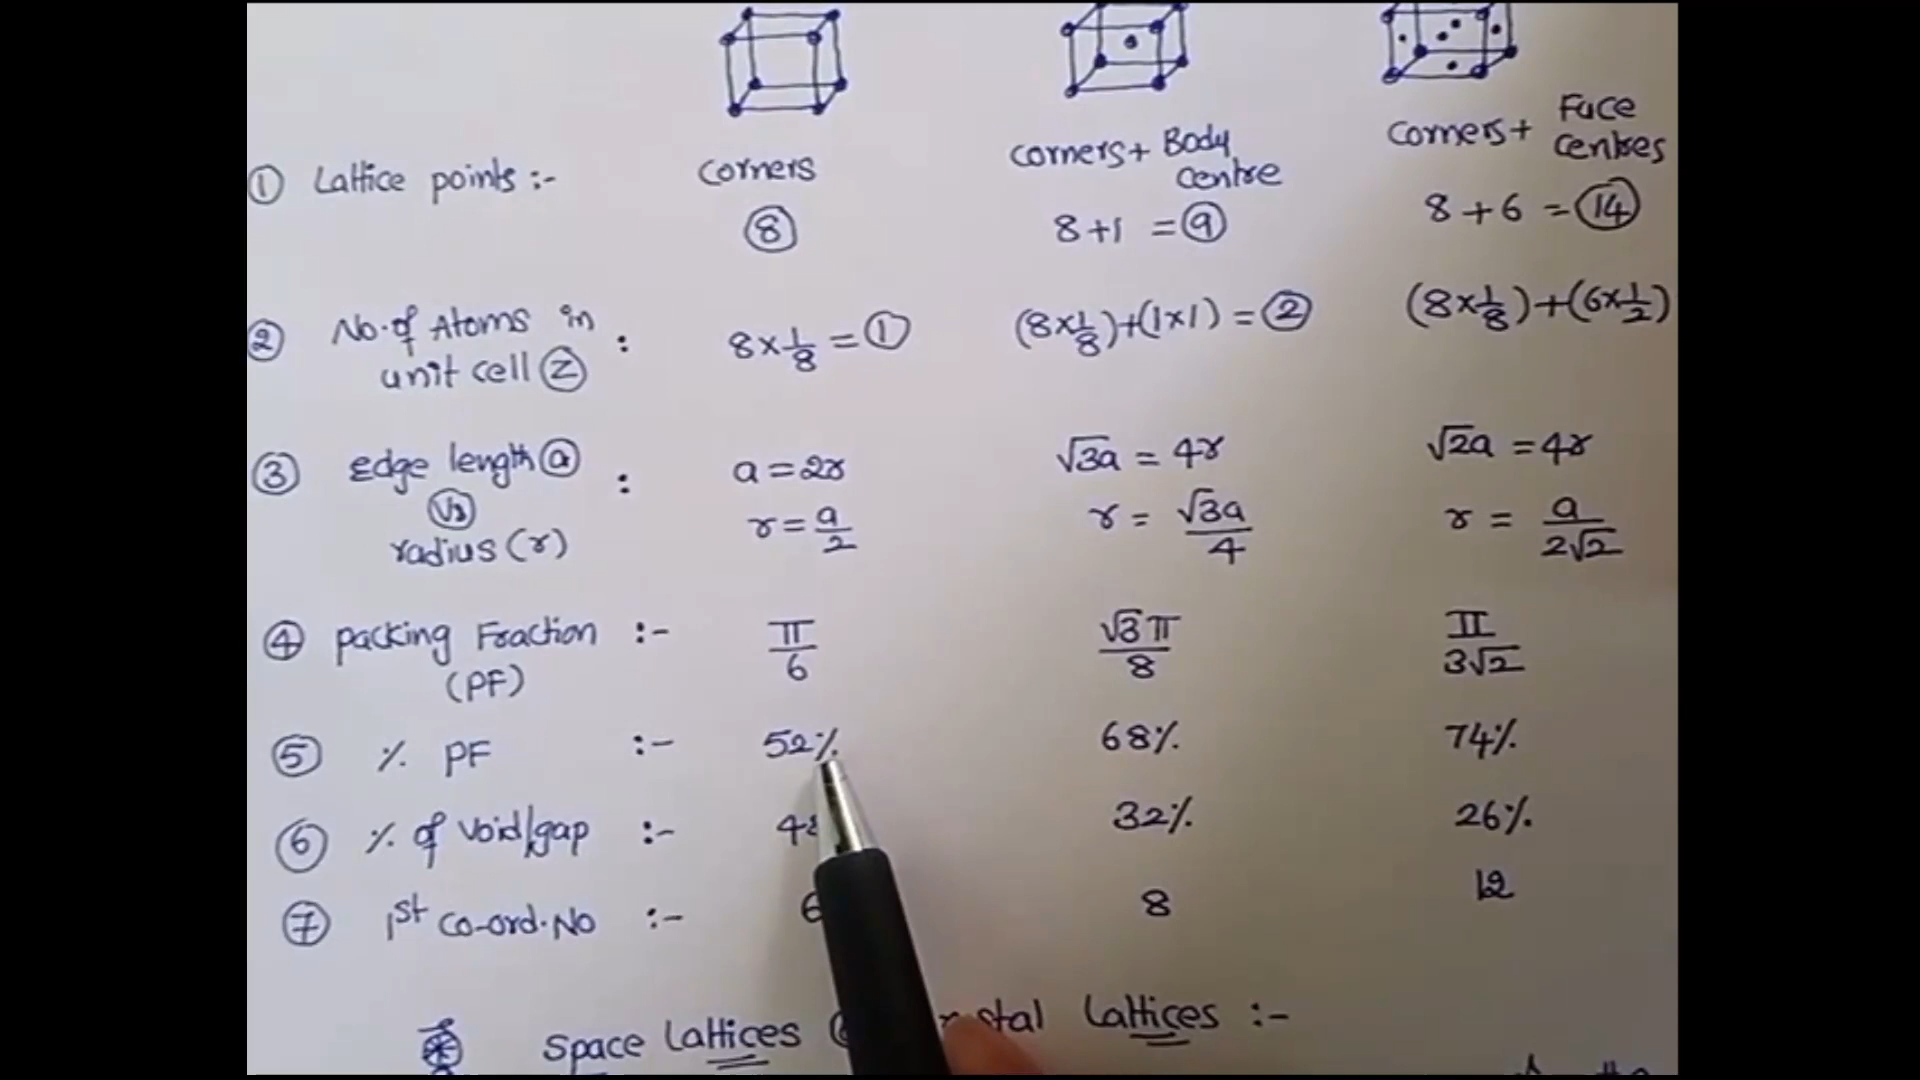 corners
corners + Body centre
corners + Face centres
① Lattice points :-
⑧
8+1 = ⑨
8 + 6 = ⑭
② No. of Atoms in unit cell Ⓩ :
8 × 1/8 = ①
(8 × 1/8) + (1 × 1) = ②
(8 × 1/8) + (6 × 1/2)
③ Edge length ⓐ Vs radius (r) :
a = 2r
√3a = 4r
√2a = 4r
r = a/2
r = √3a/4
r = a/2√2
④ packing Fraction (PF) :-
π/6
√3π/8
π/3√2
⑤ % PF :- 52% 68% 74%
⑥ % of void/gap :- 32% 26%
⑦ 1st co-ord. No :- 6 8 12
space Lattices Lattices :-